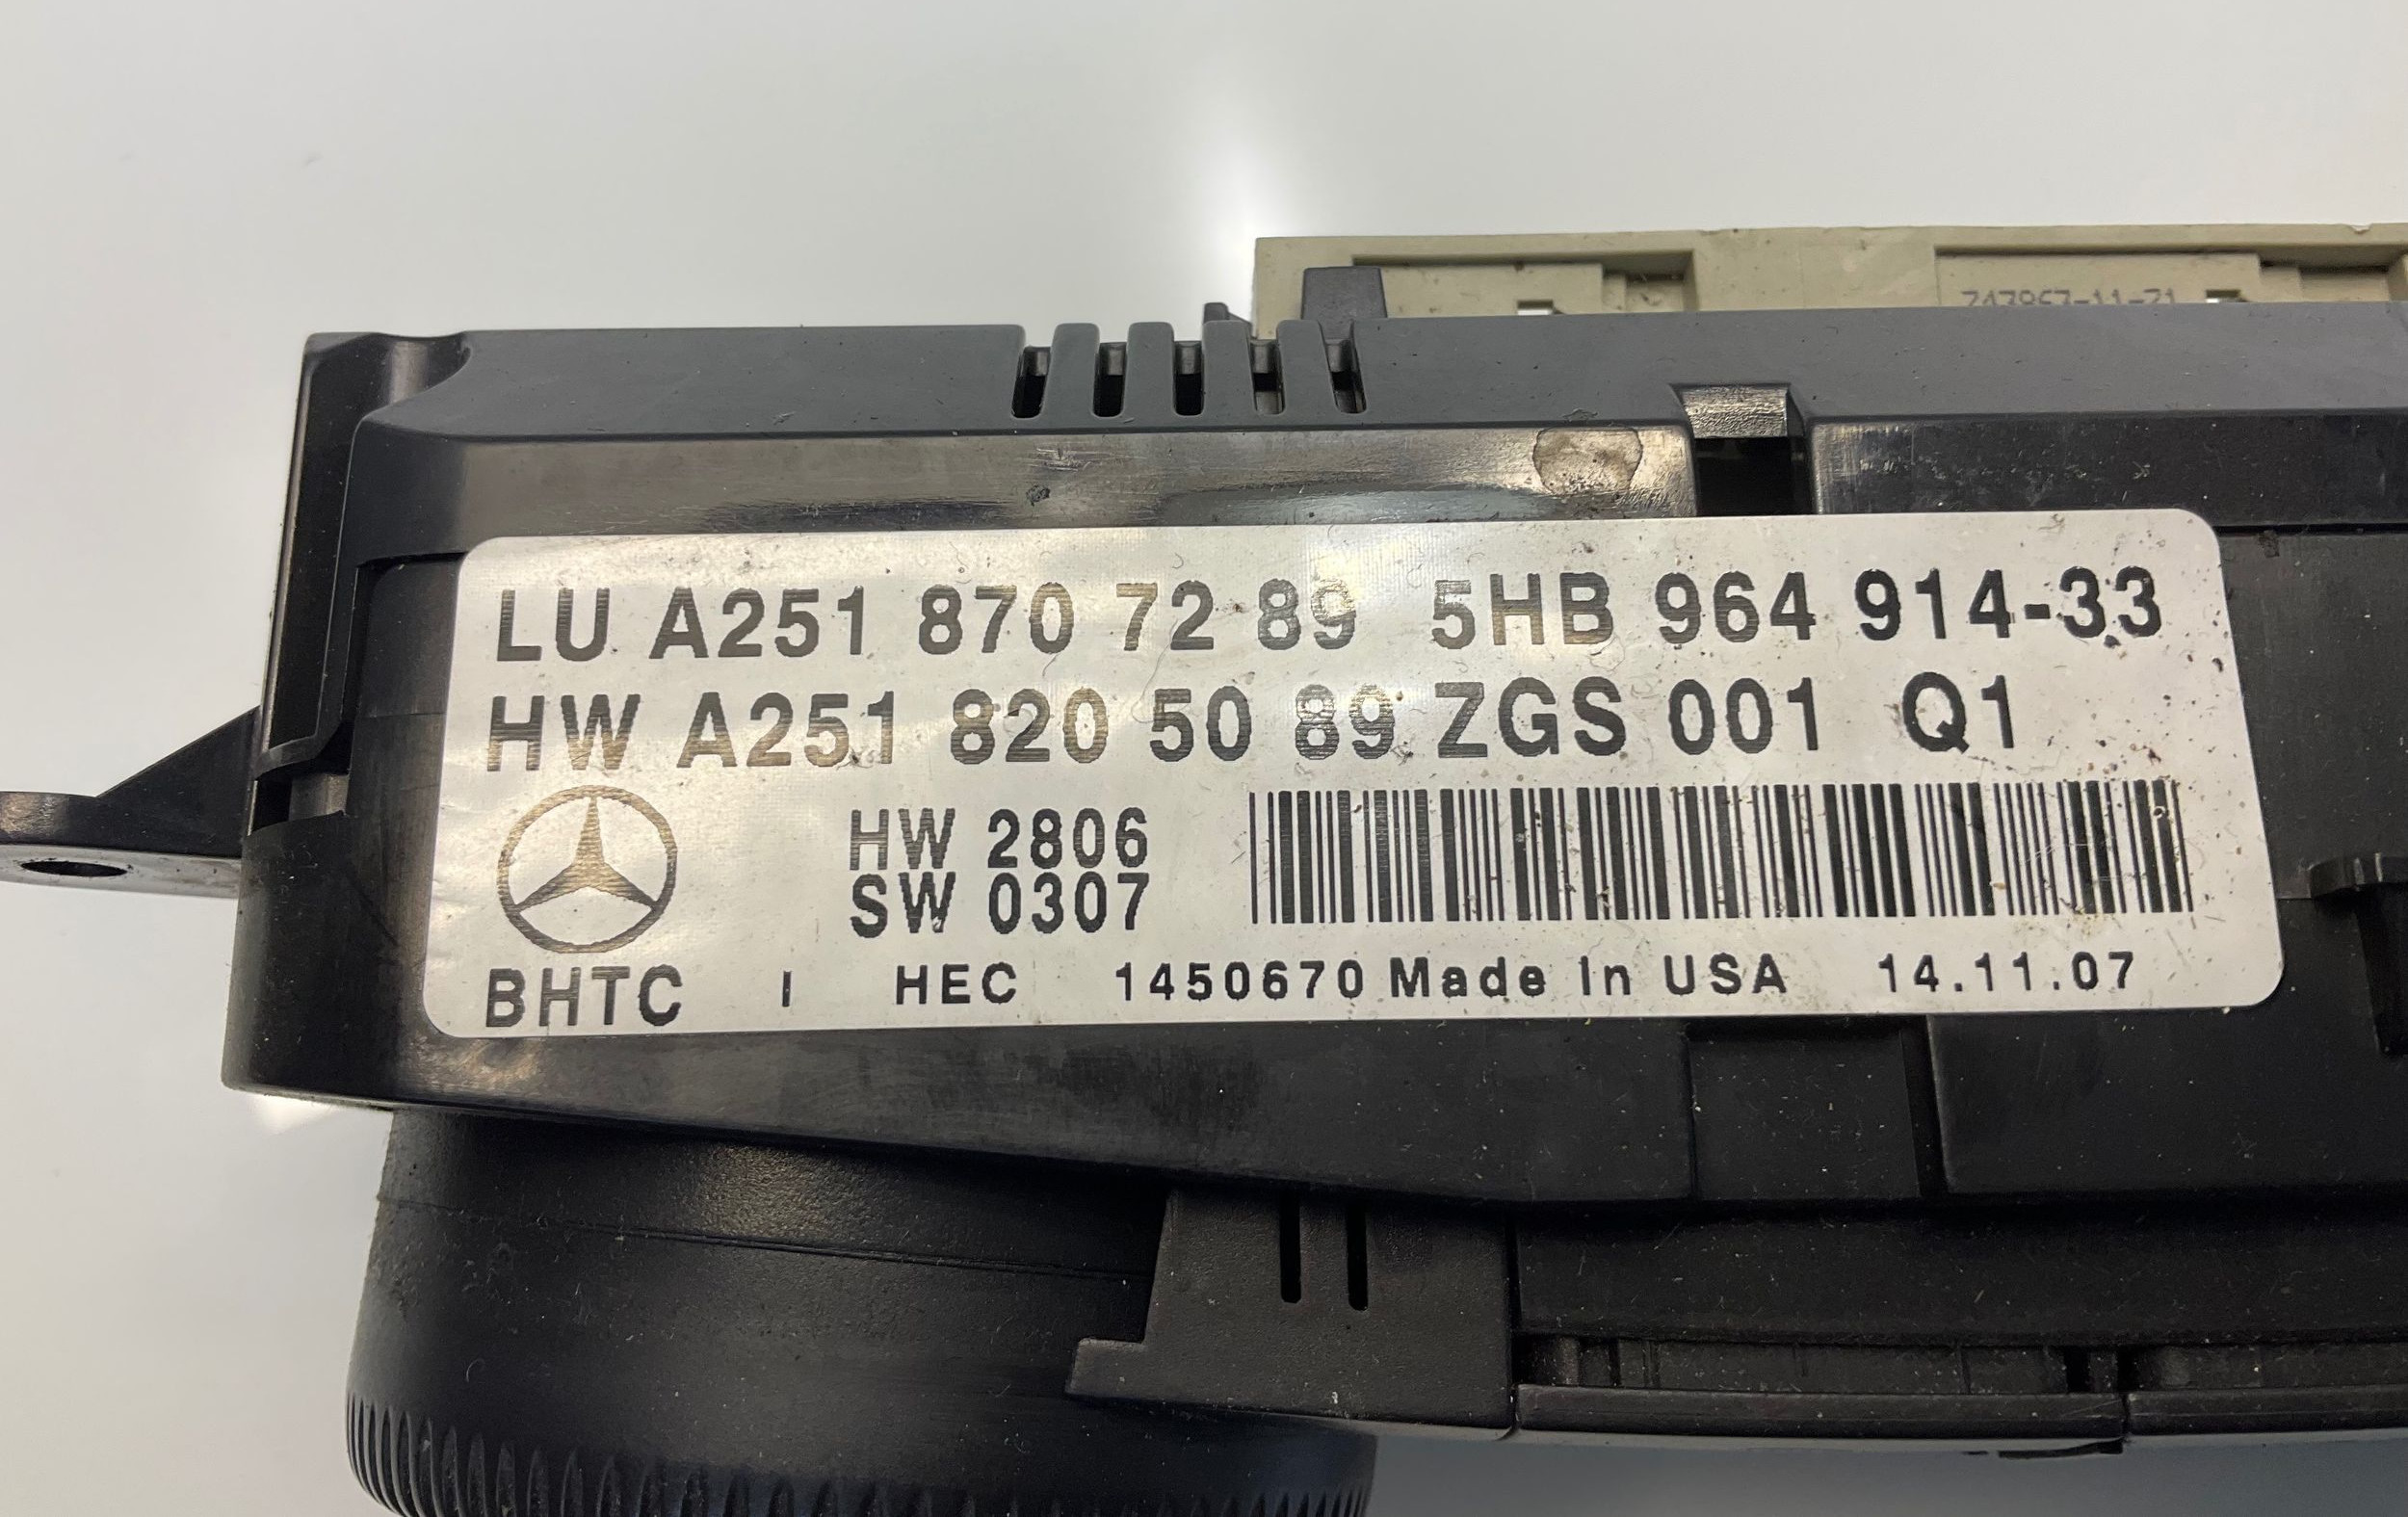 LU A251 870 72 89 5HB 964 914-33
HW A251 820 50 89 ZGS 001 Q1
HW 2806
SW 0307
BHTC I HEC 1450670 Made In USA 14.11.07